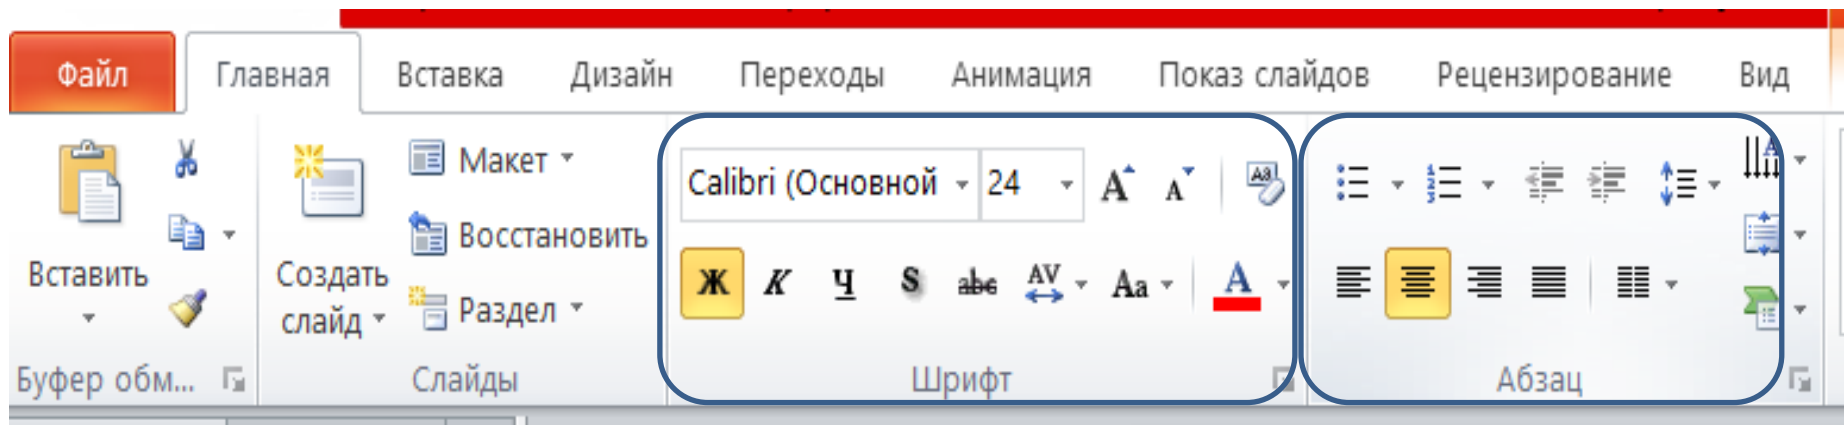 Файл Главная Вставка Дизайн Переходы Анимация Показ слайдов Рецензирование Вид
Вставить
Буфер обм...
Создать
слайд
Макет
Восстановить
Раздел
Слайды
Calibri (Основной 24 A A Aa
Ж К Ч S abc AV Aa A
Шрифт
Абзац